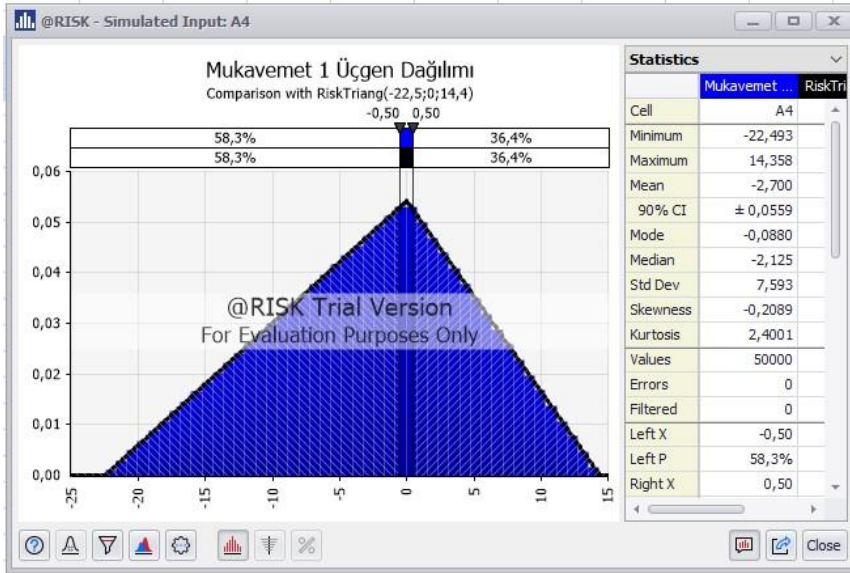 @RISK - Simulated Input: A4
Mukavemet 1 Üçgen Dağılımı
Comparison with RiskTriang(-22,5;0;14,4)
-0,50 0,50
58,3% 36,4%
58,3% 36,4%
0,06
0,05
0,04
0,03
0,02
0,01
0,00
-25 -20 -15 -10 -5 0 5 10 15
@RISK Trial Version
For Evaluation Purposes Only
Statistics
Mukavemet ... RiskTri
Cell A4
Minimum -22,493
Maximum 14,358
Mean -2,700
90% CI ± 0,0559
Mode -0,0880
Median -2,125
Std Dev 7,593
Skewness -0,2089
Kurtosis 2,4001
Values 50000
Errors 0
Filtered 0
Left X -0,50
Left P 58,3%
Right X 0,50
Close